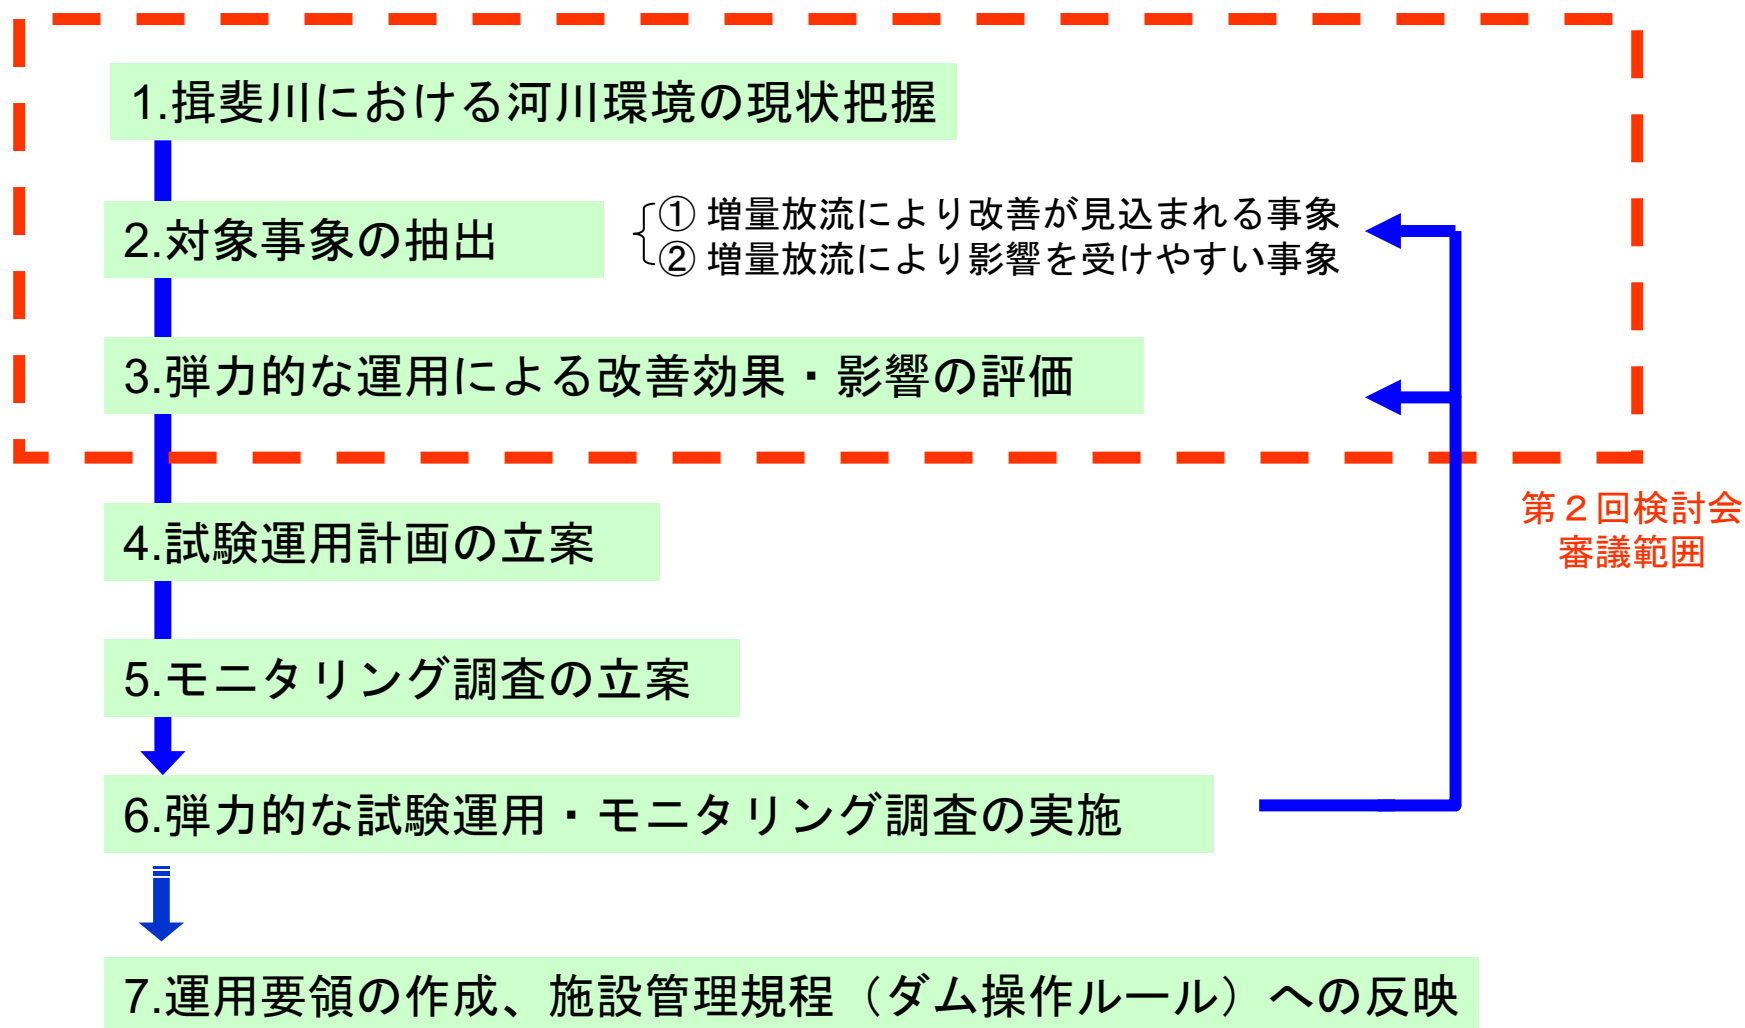 1.揖斐川における河川環境の現状把握
2.対象事象の抽出
① 増量放流により改善が見込まれる事象
② 増量放流により影響を受けやすい事象
3.弾力的な運用による改善効果・影響の評価
第２回検討会
審議範囲
4.試験運用計画の立案
5.モニタリング調査の立案
6.弾力的な試験運用・モニタリング調査の実施
7.運用要領の作成、施設管理規程（ダム操作ルール）への反映